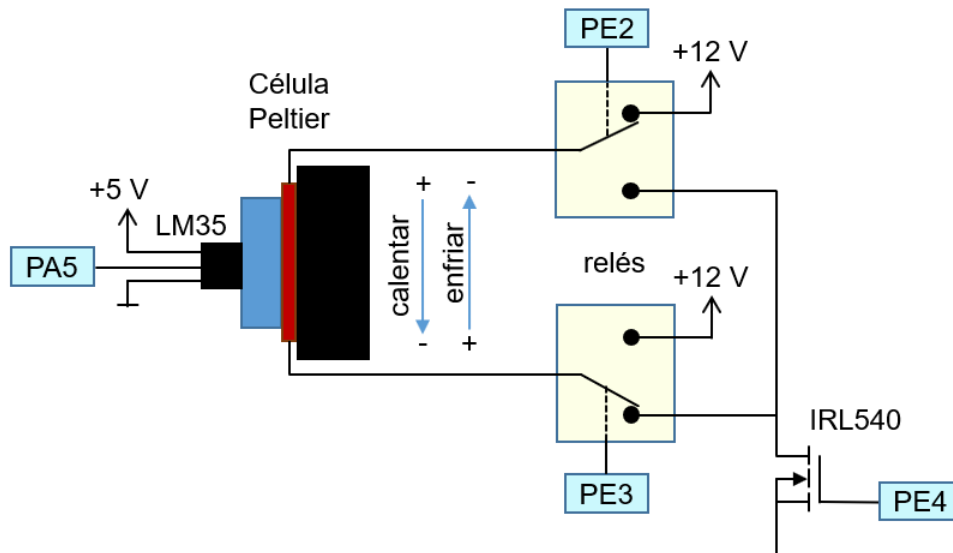 PE2
+12 V
Célula
Peltier
+5 V
LM35
PA5
+
-
calentar
enfriar
-
+
relés
+12 V
IRL540
PE3
PE4